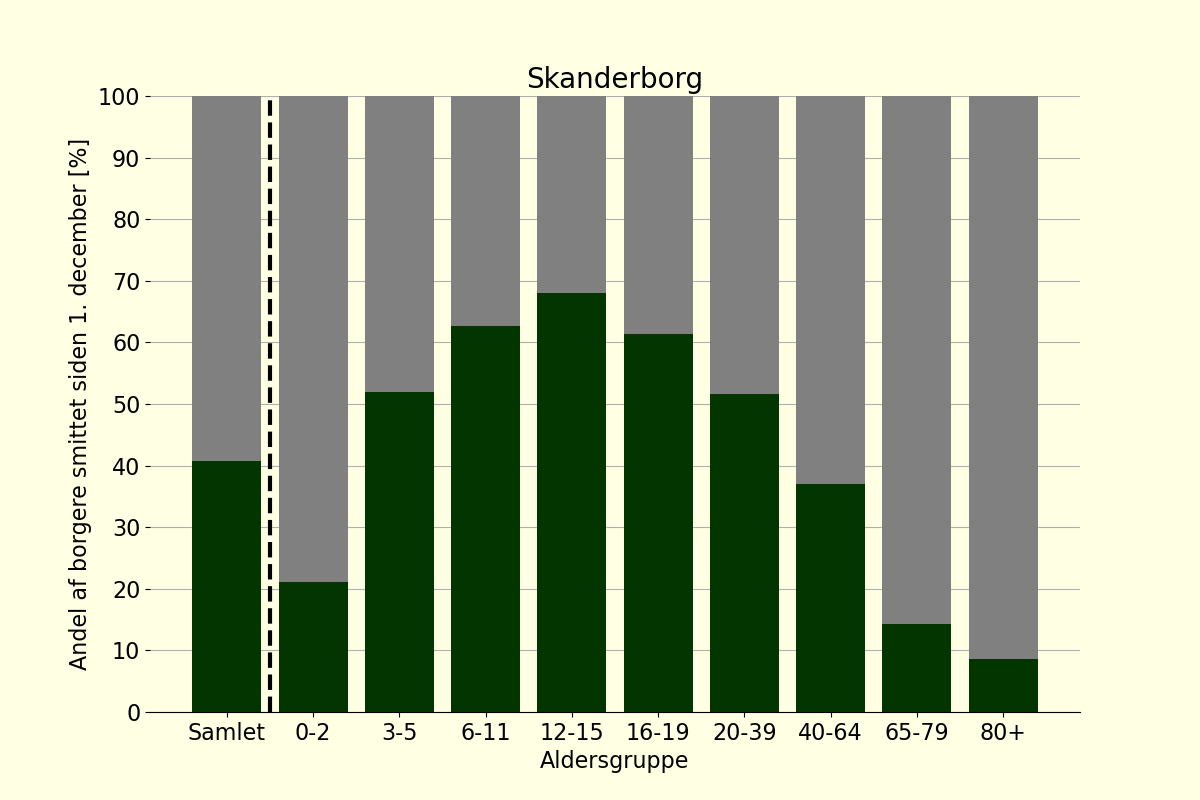 Skanderborg
Andel af borgere smittet siden 1. december [%]
100
90
80
70
60
50
40
30
20
10
0
Samlet 0-2 3-5 6-11 12-15 16-19 20-39 40-64 65-79 80+
Aldersgruppe